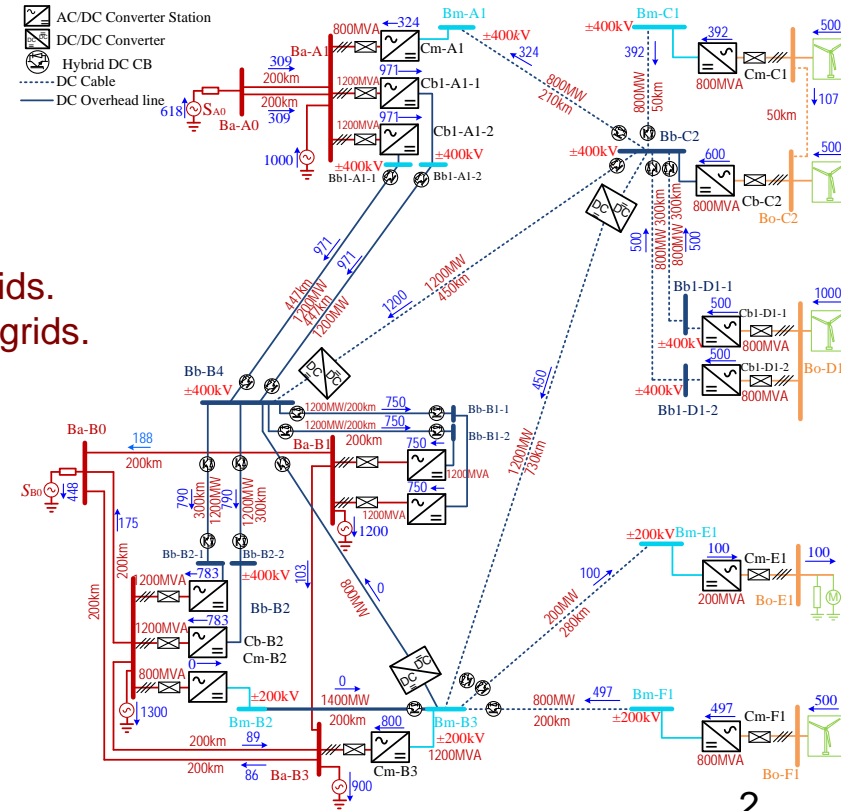 AC/DC Converter Station
DC/DC Converter
Hybrid DC CB
DC Cable
DC Overhead line
ids.
grids.
Bm-A1
±400kV
324
800MVA
Cm-A1
Ba-A1
309
200km
200km
309
618
SA0
Ba-A0
1200MVA
971
Cb1-A1-1
971
1200MVA
Cb1-A1-2
1000
±400kV
±400kV
Bb1-A1-1
Bb1-A1-2
324
800MW
210km
Bm-C1
±400kV
392
800MW
50km
392
Cm-C1
800MVA
500
107
50km
Bb-C2
±400kV
600
Cb-C2
800MVA
500
Bo-C2
971
971
447km
1200MW
447km
1200MW
1200MW
450km
1200
DC
DC
DC
DC
500
800MW 300km
800MW 300km
500
Bb1-D1-1
500
Cb1-D1-1
±400kV
800MVA
1000
500
Cb1-D1-2
±400kV
800MVA
Bo-D1
Bb1-D1-2
450
1200MW
730km
Bb-B4
±400kV
1200MW/200km
750
1200MW/200km
750
Bb-B1-1
Bb-B1-2
Ba-B0
188
200km
200km
Ba-B1
750
1200MVA
750
1200MVA
1200
SB0
448
175
200km
200km
790
300km
1200MW
790
1200MW
300km
103
Bb-B2-1
Bb-B2-2
±400kV
783
1200MVA
Bb-B2
783
1200MVA
Cb-B2
Cm-B2
0
800MVA
1300
±200kV
Bm-B2
0
1400MW
200km
800MW
0
DC
DC
Bm-B3
±200kV
1200MVA
800
Cm-B3
200km
89
200km
86
Ba-B3
900
±200kV
Bm-E1
100
200MW
280km
100
Cm-E1
100
200MVA
Bo-E1
M
800MW
200km
497
Bm-F1
±200kV
497
Cm-F1
500
800MVA
Bo-F1
2